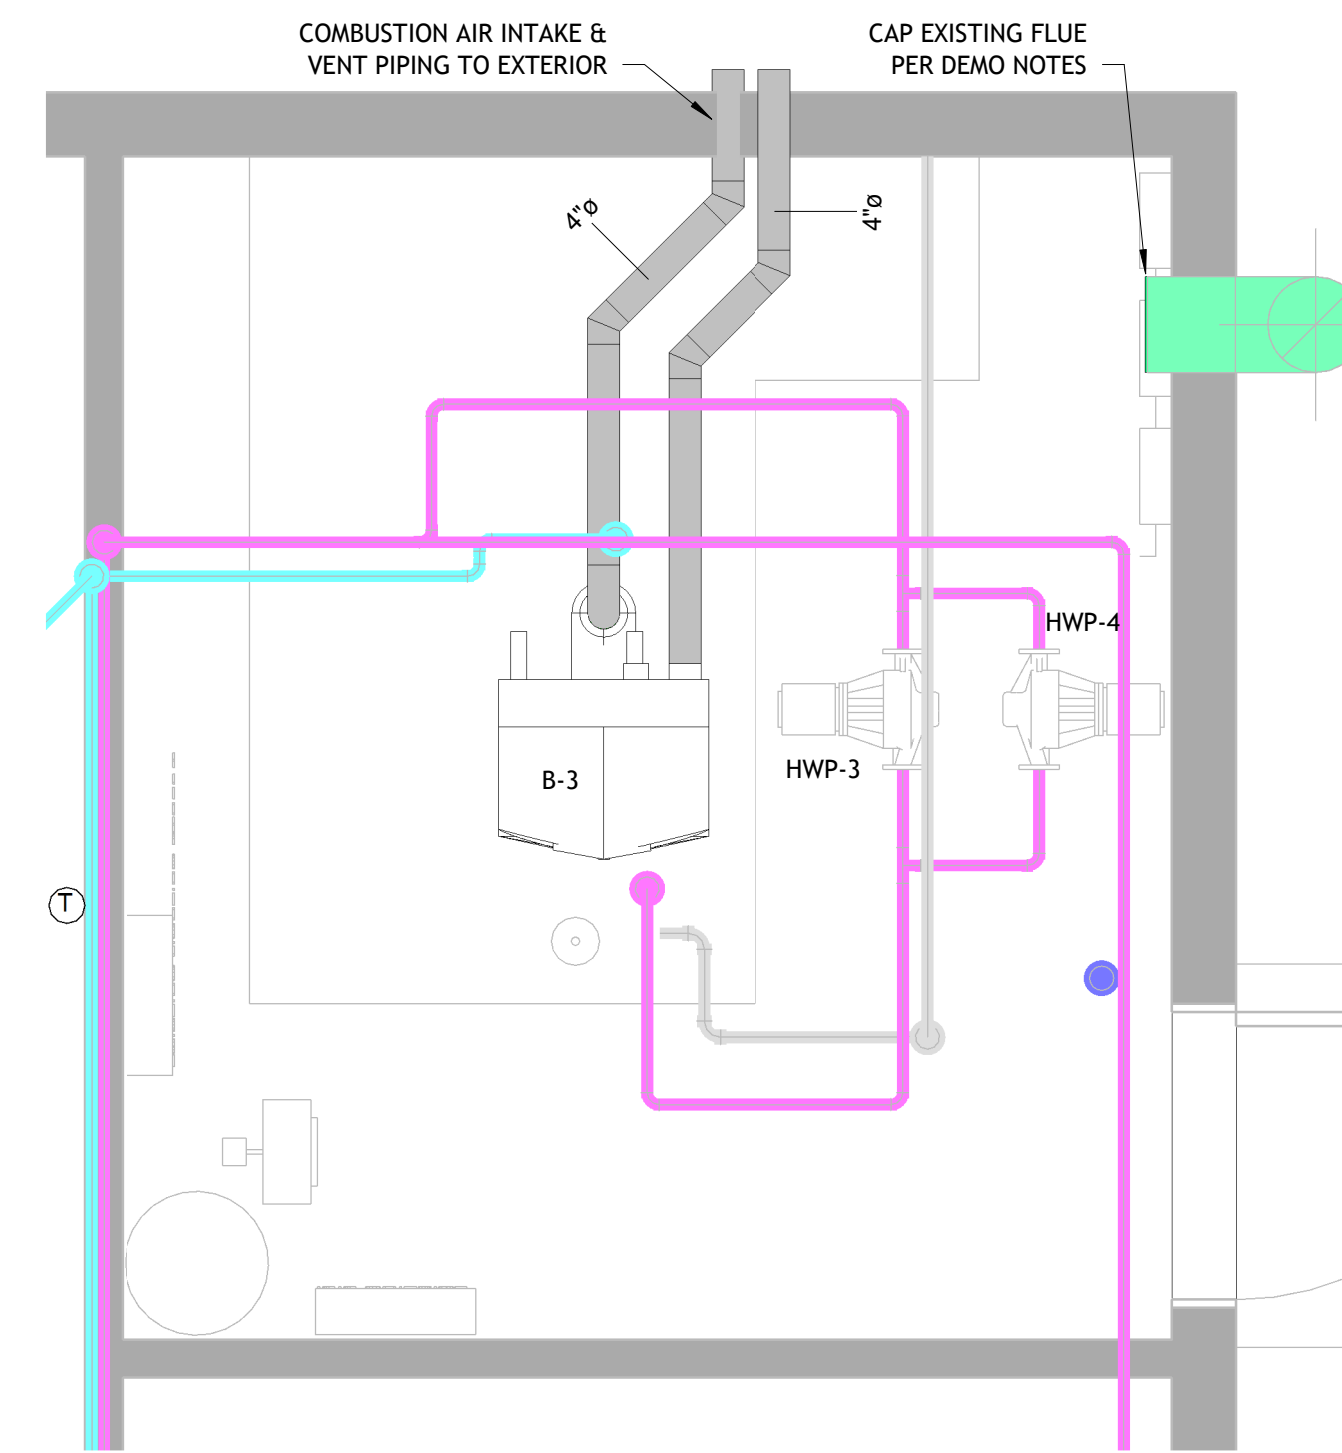 COMBUSTION AIR INTAKE &
VENT PIPING TO EXTERIOR
CAP EXISTING FLUE
PER DEMO NOTES
4"ø
4"ø
HWP-4
HWP-3
B-3
T